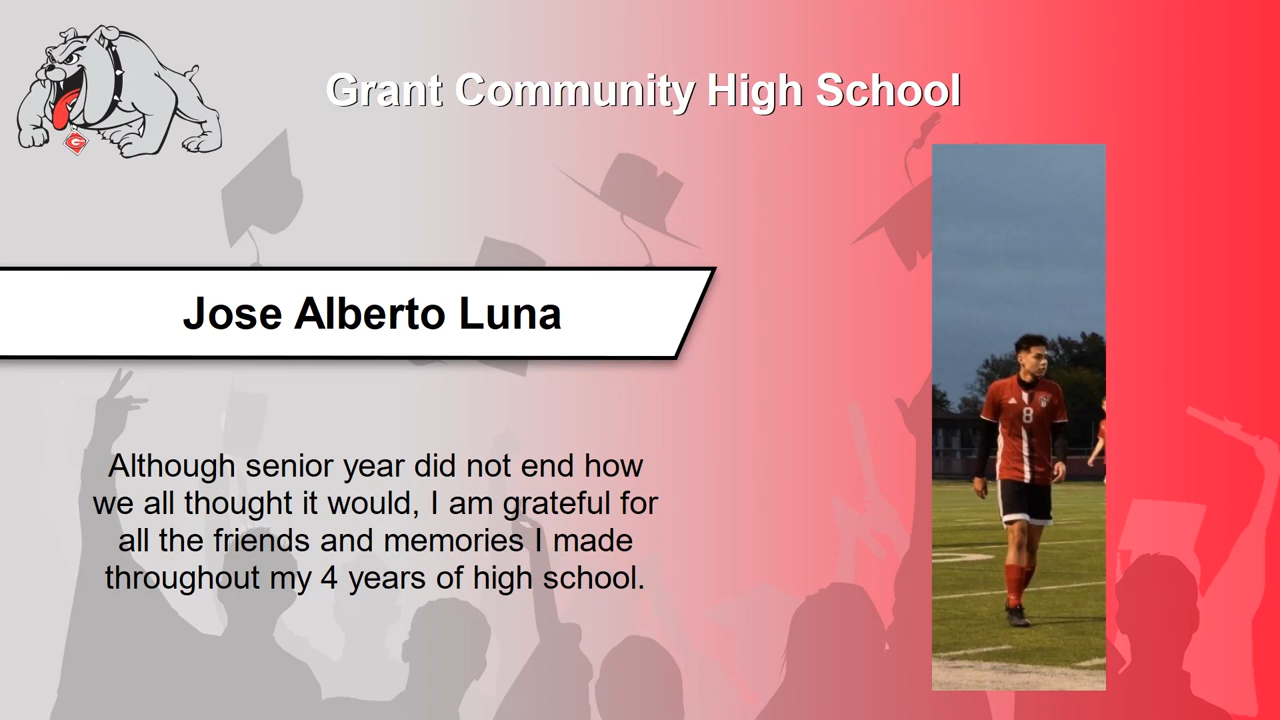 Grant Community High School
G
Jose Alberto Luna
8
Although senior year did not end how
we all thought it would, I am grateful for
all the friends and memories I made
throughout my 4 years of high school.